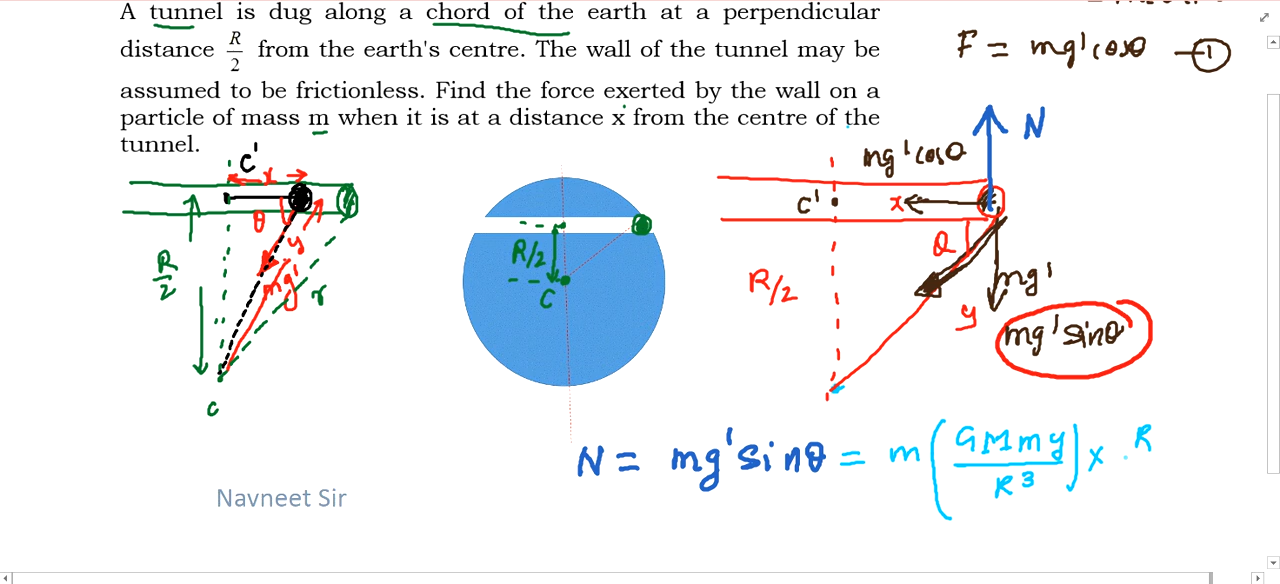 A tunnel is dug along a chord of the earth at a perpendicular
distance R/2 from the earth's centre. The wall of the tunnel may be
assumed to be frictionless. Find the force exerted by the wall on a
particle of mass m when it is at a distance x from the centre of the
tunnel.
F = mg'cosθ —①
C'
x
θ
y
mg'
r
R/2
C
R/2
C
N
mg'cosθ
C'
x
θ
R/2
mg'
y
mg'sinθ
N = mg'sinθ = m(GMmy/R³) x R
Navneet Sir